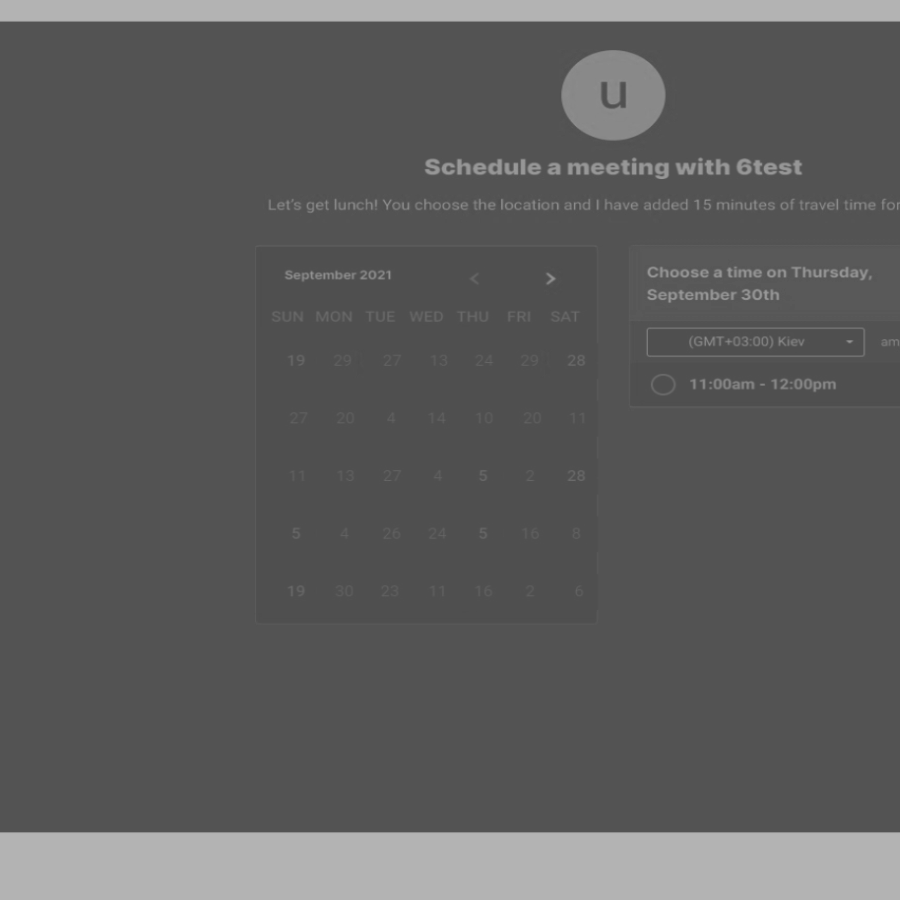 u
Schedule a meeting with 6test
Let's get lunch! You choose the location and I have added 15 minutes of travel time for
September 2021 < >
SUN MON TUE WED THU FRI SAT
19 29 27 13 24 29 28
27 20 4 14 10 20 11
11 13 27 4 5 2 28
5 4 26 24 5 16 8
19 30 23 11 16 2 6
Choose a time on Thursday,
September 30th
(GMT+03:00) Kiev am
11:00am - 12:00pm